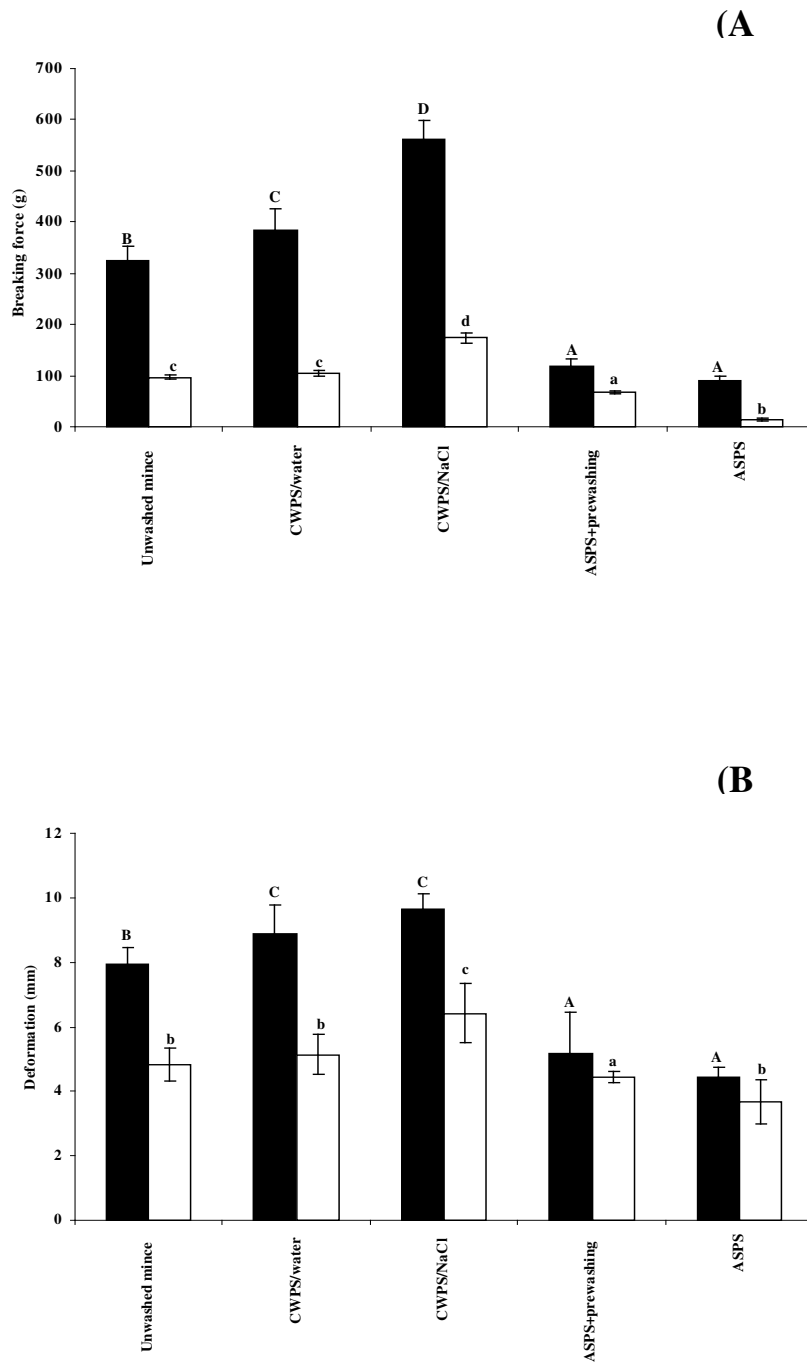 (A
700
600
500
400
300
200
100
0
Breaking force (g)
B
c
C
c
D
d
A
a
A
b
Unwashed mince
CWPS/water
CWPS/NaCl
ASPS+prewashing
ASPS
(B
12
10
8
6
4
2
0
Deformation (mm)
B
b
C
b
C
c
A
a
A
b
Unwashed mince
CWPS/water
CWPS/NaCl
ASPS+prewashing
ASPS